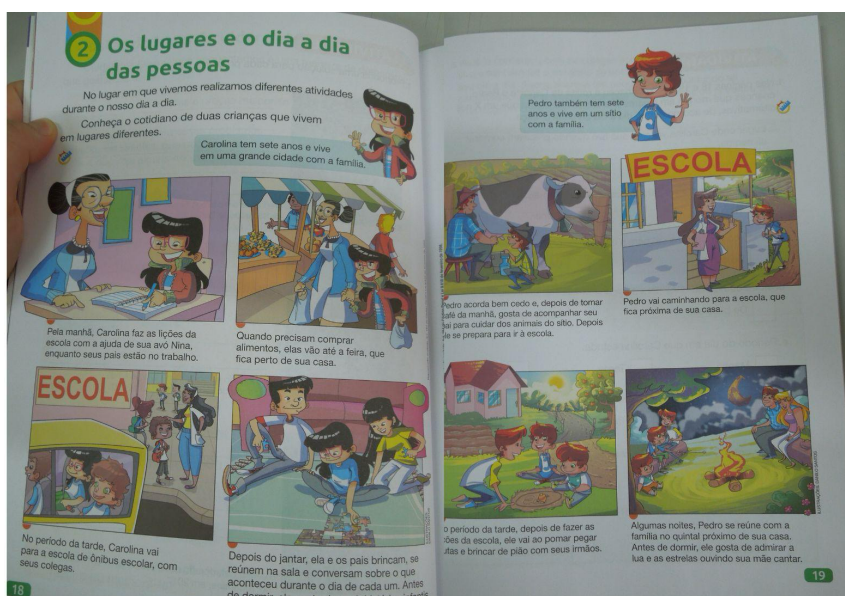 2 Os lugares e o dia a dia
das pessoas
No lugar em que vivemos realizamos diferentes atividades
durante o nosso dia a dia.
Conheça o cotidiano de duas crianças que vivem
em lugares diferentes.
Carolina tem sete anos e vive
em uma grande cidade com a família.
Pela manhã, Carolina faz as lições da
escola com a ajuda de sua avó Nina,
enquanto seus pais estão no trabalho.
Quando precisam comprar
alimentos, elas vão até a feira, que
fica perto de sua casa.
ESCOLA
No período da tarde, Carolina vai
para a escola de ônibus escolar, com
seus colegas.
Depois do jantar, ela e os pais brincam, se
reúnem na sala e conversam sobre o que
aconteceu durante o dia de cada um. Antes
18
Pedro também tem sete
anos e vive em um sítio
com a família.
ESCOLA
Pedro acorda bem cedo e, depois de tomar
café da manhã, gosta de acompanhar seu
pai para cuidar dos animais do sítio. Depois
ele se prepara para ir à escola.
Pedro vai caminhando para a escola, que
fica próxima de sua casa.
o período da tarde, depois de fazer as
ções da escola, ele vai ao pomar pegar
utas e brincar de pião com seus irmãos.
Algumas noites, Pedro se reúne com a
família no quintal próximo de sua casa.
Antes de dormir, ele gosta de admirar a
lua e as estrelas ouvindo sua mãe cantar.
19